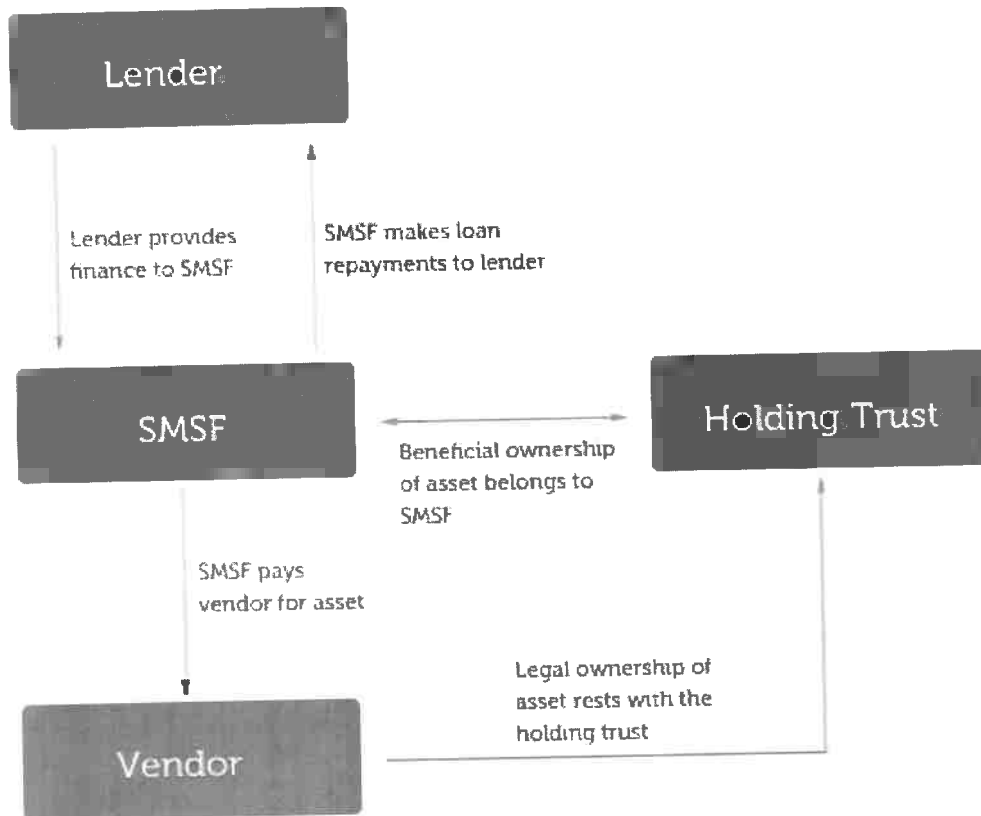 Lender
Lender provides
finance to SMSF
SMSF makes loan
repayments to lender
SMSF
Holding Trust
Beneficial ownership
of asset belongs to
SMSF
SMSF pays
vendor for asset
Legal ownership of
asset rests with the
holding trust
Vendor